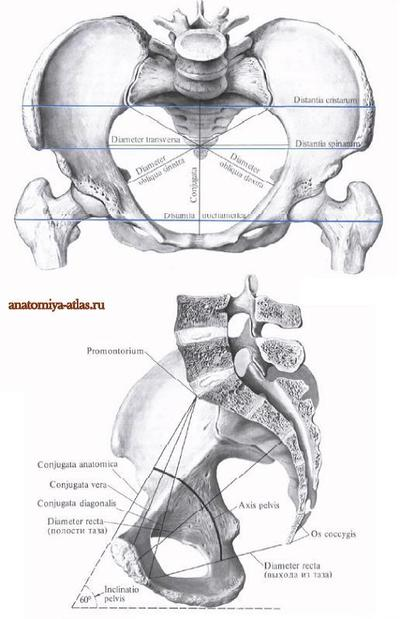 Distantia cristarum
Diameter transversa
Distantia spinarum
Diameter
obliqua sinistra
Diameter
obliqua dextra
Conjugata
Distantia trochanterica
anatomiya-atlas.ru
Promontorium
Conjugata anatomica
Conjugata vera
Conjugata diagonalis
Diameter recta
(полости таза)
Axis pelvis
Os coccygis
Diameter recta
(выхода из таза)
60°
Inclinatio
pelvis